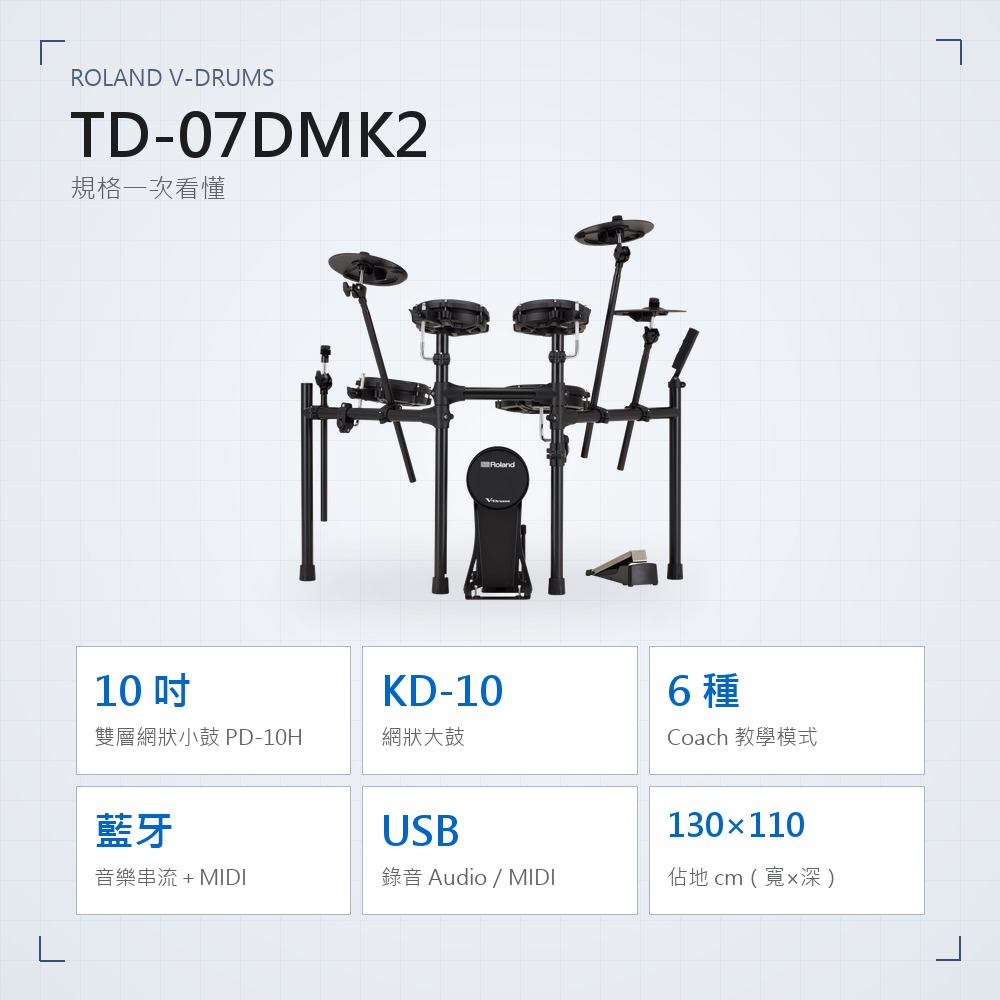 ROLAND V-DRUMS
TD-07DMK2
規格一次看懂
Roland
V-Drums
10 吋
雙層網狀小鼓 PD-10H
KD-10
網狀大鼓
6 種
Coach 教學模式
藍牙
音樂串流 + MIDI
USB
錄音 Audio / MIDI
130×110
佔地 cm ( 寬×深 )